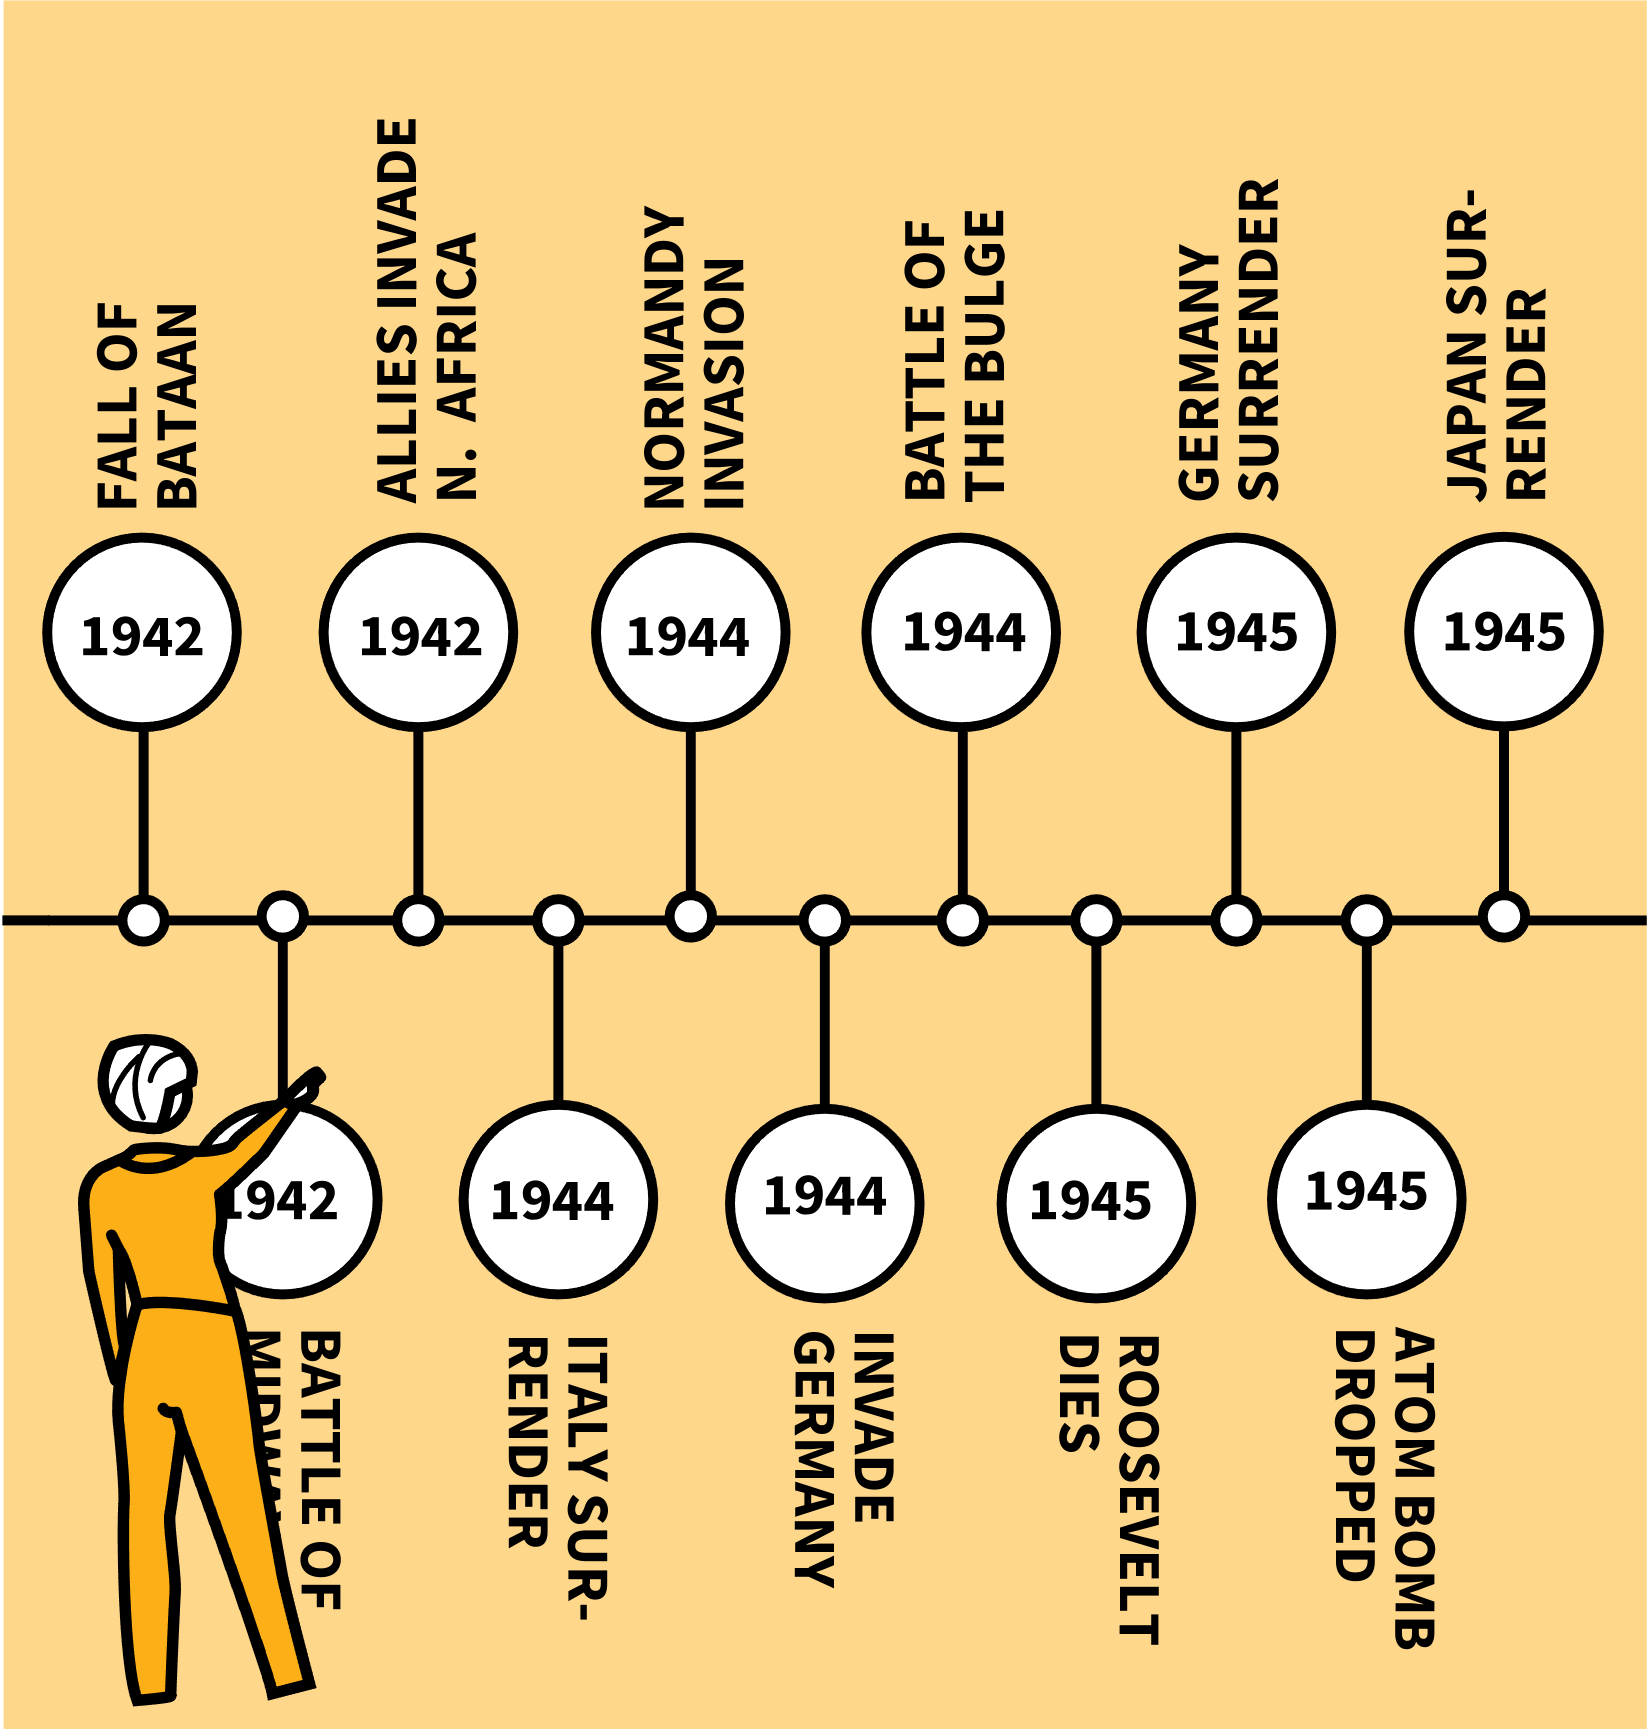 FALL OF
BATAAN
1942
BATTLE OF
MIDWAY
1942
ALLIES INVADE
N. AFRICA
1942
ITALY SUR-
RENDER
1944
NORMANDY
INVASION
1944
INVADE
GERMANY
1944
BATTLE OF
THE BULGE
1944
ROOSEVELT
DIES
1945
GERMANY
SURRENDER
1945
ATOM BOMB
DROPPED
1945
JAPAN SUR-
RENDER
1945